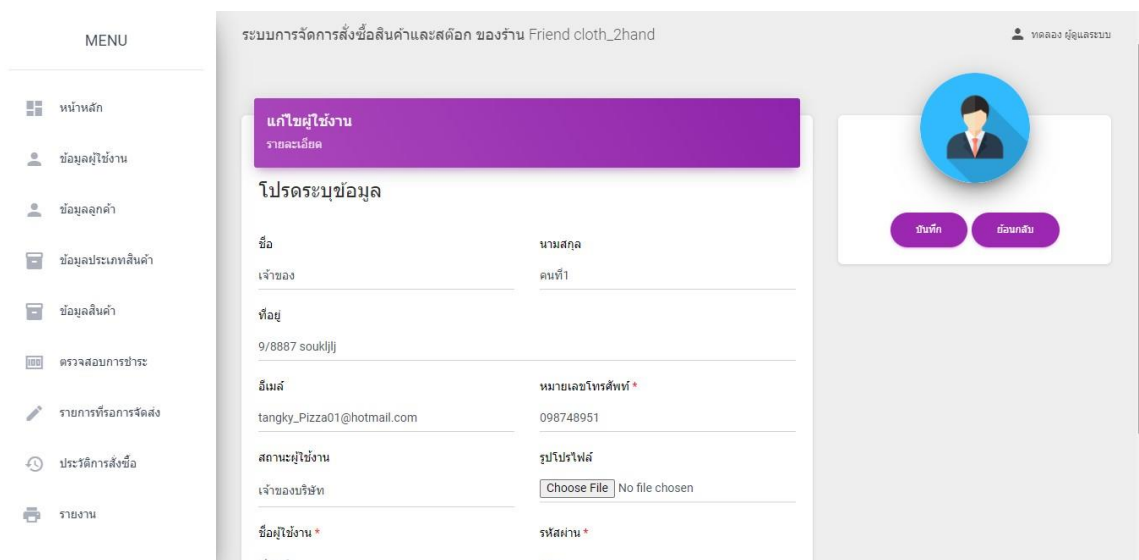 MENU
หน้าหลัก
ข้อมูลผู้ใช้งาน
ข้อมูลลูกค้า
ข้อมูลประเภทสินค้า
ข้อมูลสินค้า
ตรวจสอบการชำระ
รายการที่รอการจัดส่ง
ประวัติการสั่งซื้อ
รายงาน
ระบบการจัดการสั่งซื้อสินค้าและสต๊อก ของร้าน Friend cloth_2hand
ทดลอง ผู้ดูแลระบบ
แก้ไขผู้ใช้งาน
รายละเอียด
โปรดระบุข้อมูล
ชื่อ นามสกุล
เจ้าของ คนที่1
ที่อยู่
9/8887 soukljlj
อีเมล์ หมายเลขโทรศัพท์ *
tangky_Pizza01@hotmail.com 098748951
สถานะผู้ใช้งาน รูปโปรไฟล์
เจ้าของบริษัท Choose File No file chosen
ชื่อผู้ใช้งาน * รหัสผ่าน *
บันทึก ย้อนกลับ